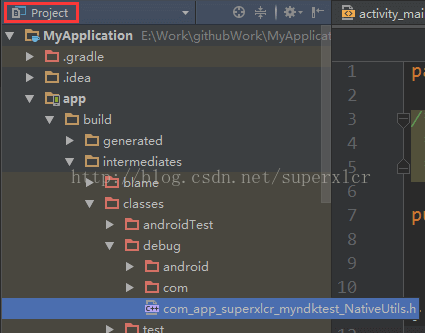 Project
activity_mai
MyApplication E:\Work\githubWork\MyApplicat
.gradle
.idea
app
build
generated
intermediates
http://blog.csdn.net/superxlcr
blame
classes
androidTest
debug
android
com
com_app_superxlcr_myndktest_NativeUtils.h
test
1
2
3
4
5
6
7
8
9
10
11
12
pa
/
pu